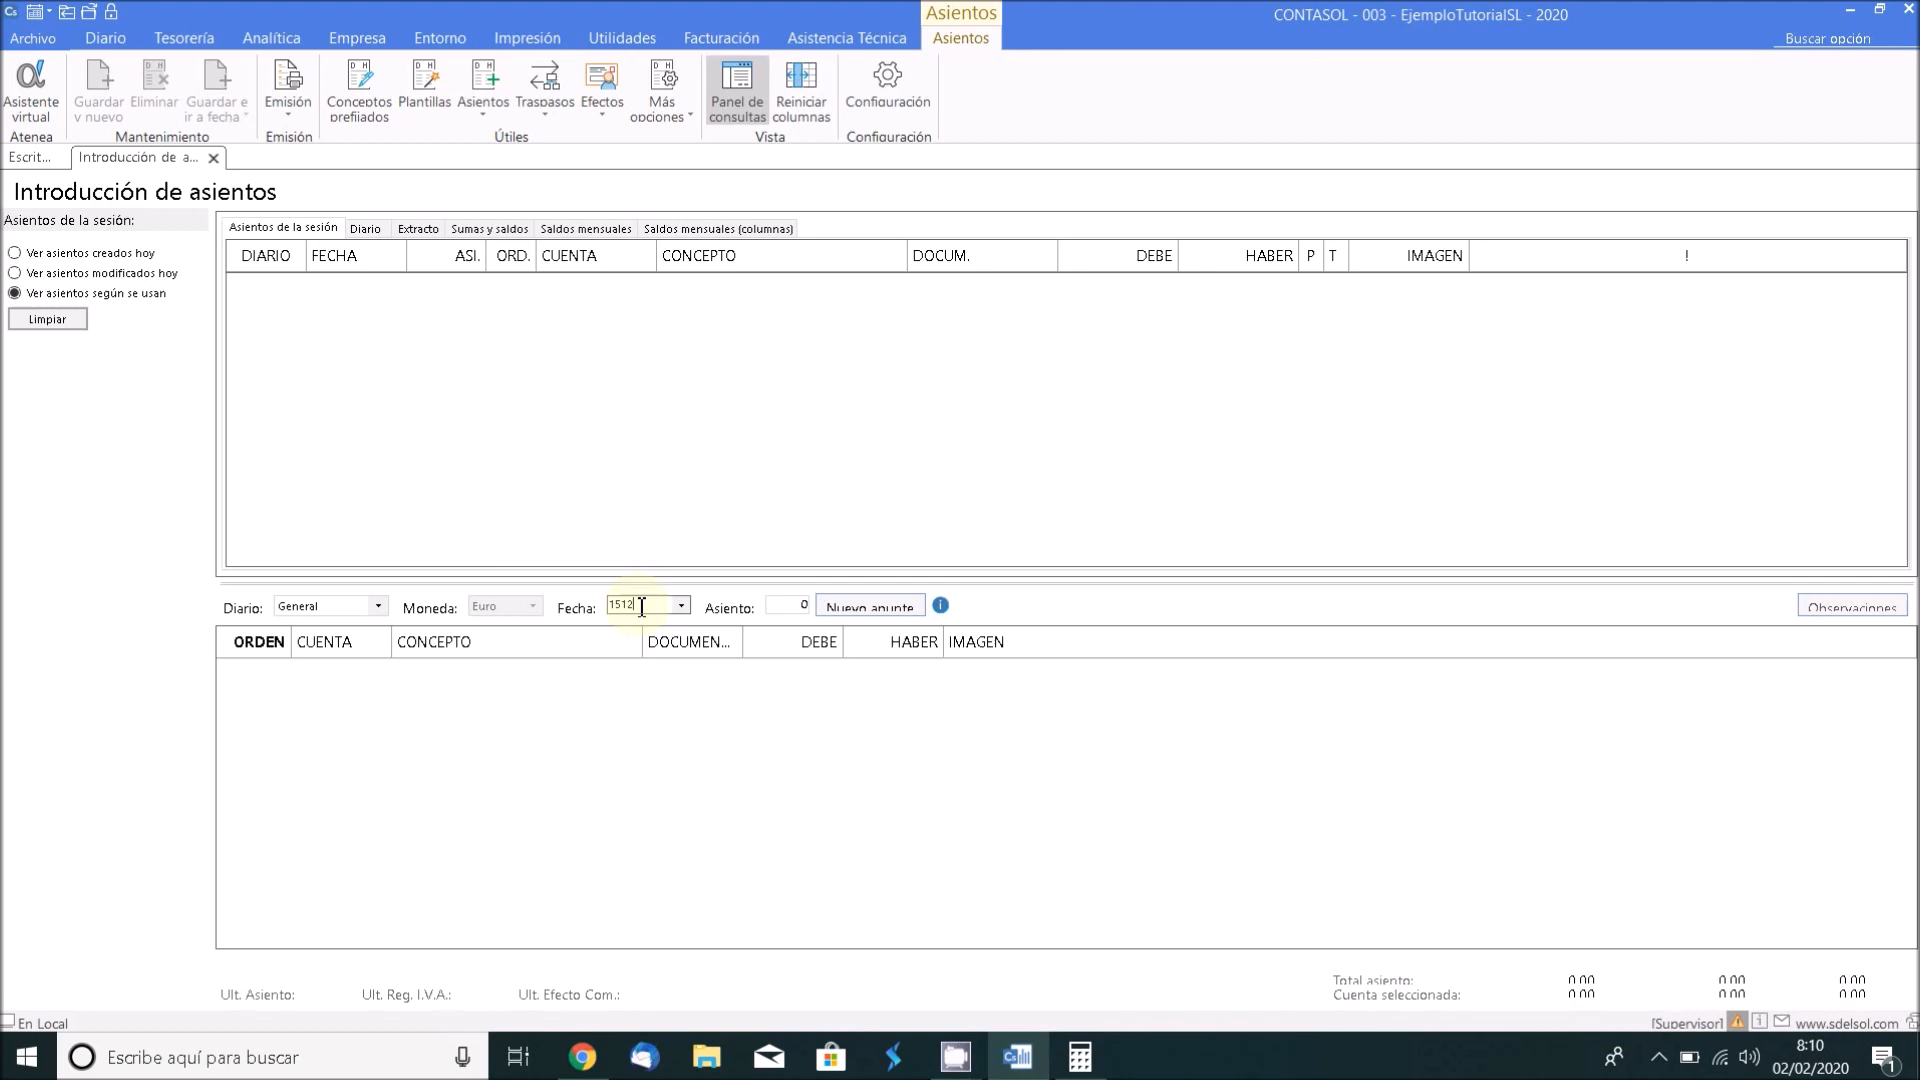 Cs
Asientos
CONTASOL - 003 - EjemploTutorialSL - 2020
Archivo Diario Tesorería Analítica Empresa Entorno Impresión Utilidades Facturación Asistencia Técnica Asientos Buscar opción
Asistente virtual
Guardar y nuevo
Eliminar
Guardar e ir a fecha
Emisión
Conceptos prefijados
Plantillas
Asientos
Traspasos
Efectos
Más opciones
Panel de consultas
Reiniciar columnas
Configuración
Atenea Mantenimiento Emisión Útiles Vista Configuración
Escrit... Introducción de a...
Introducción de asientos
Asientos de la sesión:
Ver asientos creados hoy
Ver asientos modificados hoy
Ver asientos según se usan
Limpiar
Asientos de la sesión Diario Extracto Sumas y saldos Saldos mensuales Saldos mensuales (columnas)
DIARIO FECHA ASI. ORD. CUENTA CONCEPTO DOCUM. DEBE HABER P T IMAGEN !
Diario: General Moneda: Euro Fecha: 1512 Asiento: 0 Nuevo apunte Observaciones
ORDEN CUENTA CONCEPTO DOCUMEN... DEBE HABER IMAGEN
Total asiento: 0,00 0,00 0,00
Ult. Asiento: Ult. Reg. I.V.A.: Ult. Efecto Com.: Cuenta seleccionada: 0,00 0,00 0,00
En Local [Supervisor] www.sdelsol.com
Escribe aquí para buscar
8:10
02/02/2020
1